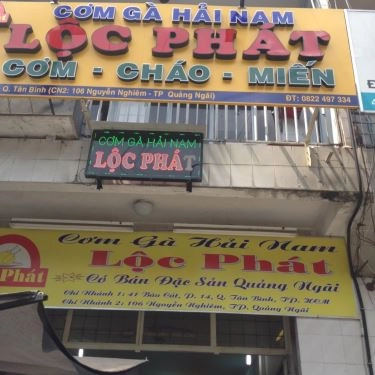 CƠM GÀ HẢI NAM
LỘC PHÁT
CƠM - CHÁO - MIẾN
Q. Tân Bình (CN2: 106 Nguyễn Nghiêm - TP Quảng Ngãi)
ĐT: 0822 497 334
CƠM GÀ HẢI NAM
LỘC PHÁT
Cơm Gà Hải Nam
Phát
Lộc Phát
Có Bán Đặc Sản Quảng Ngãi
Chi Nhánh 1: 41 Bàu Cát, P. 14, Q. Tân Bình, TP. HCM
Chi Nhánh 2: 106 Nguyễn Nghiêm, TP. Quảng Ngãi